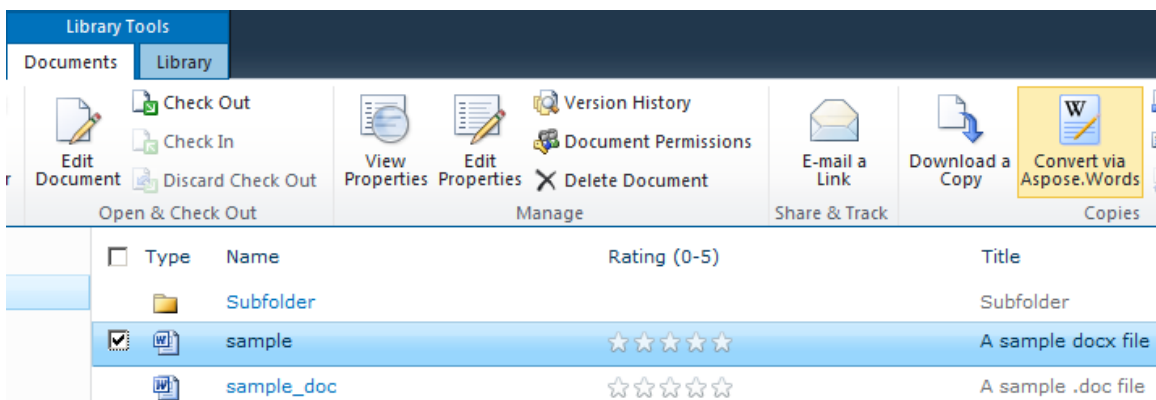 Library Tools
Documents Library
Edit Document
Check Out
Check In
Discard Check Out
Open & Check Out
View Properties
Edit Properties
Version History
Document Permissions
Delete Document
Manage
E-mail a Link
Share & Track
Download a Copy
Convert via Aspose.Words
Copies
Type Name Rating (0-5) Title
Subfolder Subfolder
sample A sample docx file
sample_doc A sample .doc file